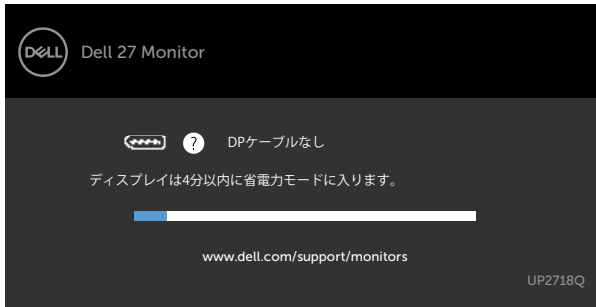 DELL
Dell 27 Monitor
? DPケーブルなし
ディスプレイは4分以内に省電力モードに入ります。
www.dell.com/support/monitors
UP2718Q